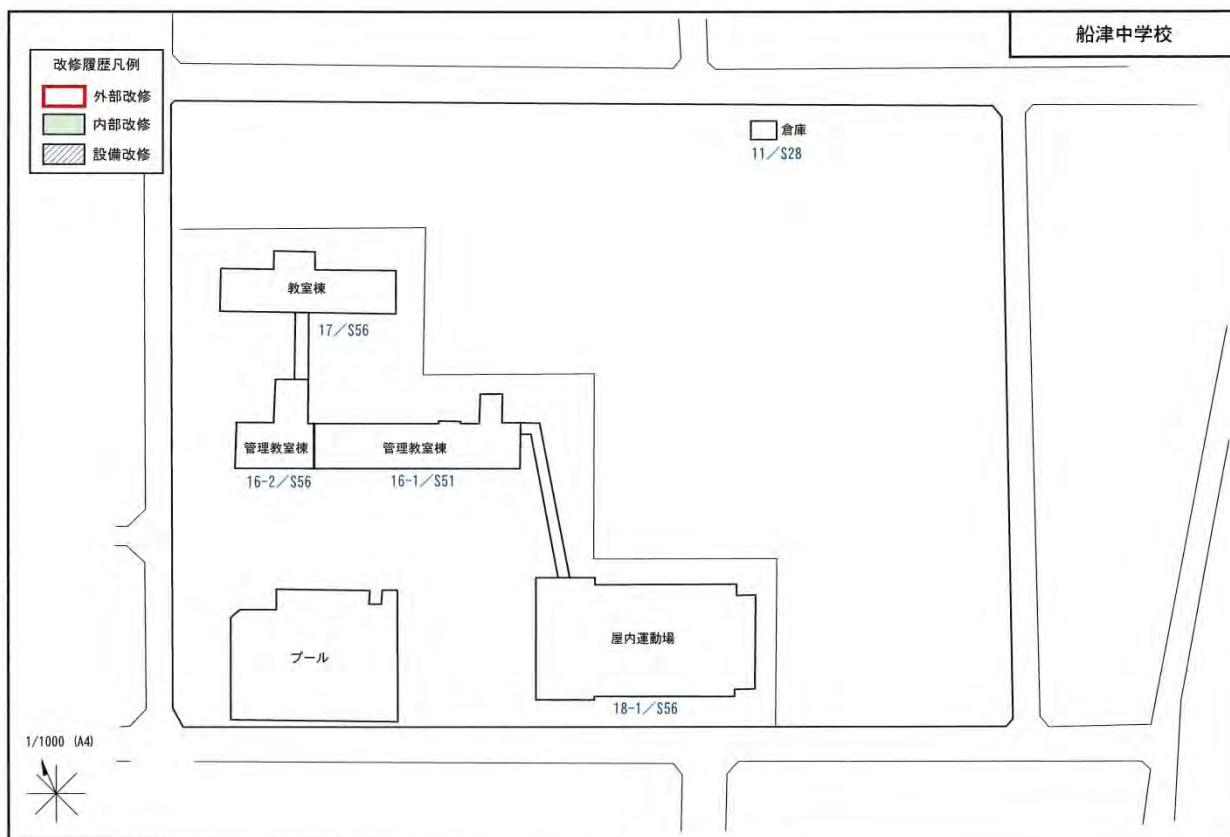 船津中学校
改修履歴凡例
外部改修
内部改修
設備改修
倉庫
11／S28
教室棟
17／S56
管理教室棟
管理教室棟
16-2／S56
16-1／S51
屋内運動場
プール
18-1／S56
1/1000 (A4)